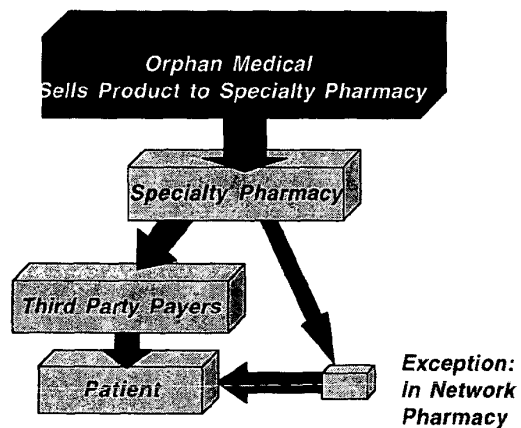 Orphan Medical
Sells Product to Specialty Pharmacy
Specialty Pharmacy
Third Party Payers
Patient
Exception:
in Network
Pharmacy